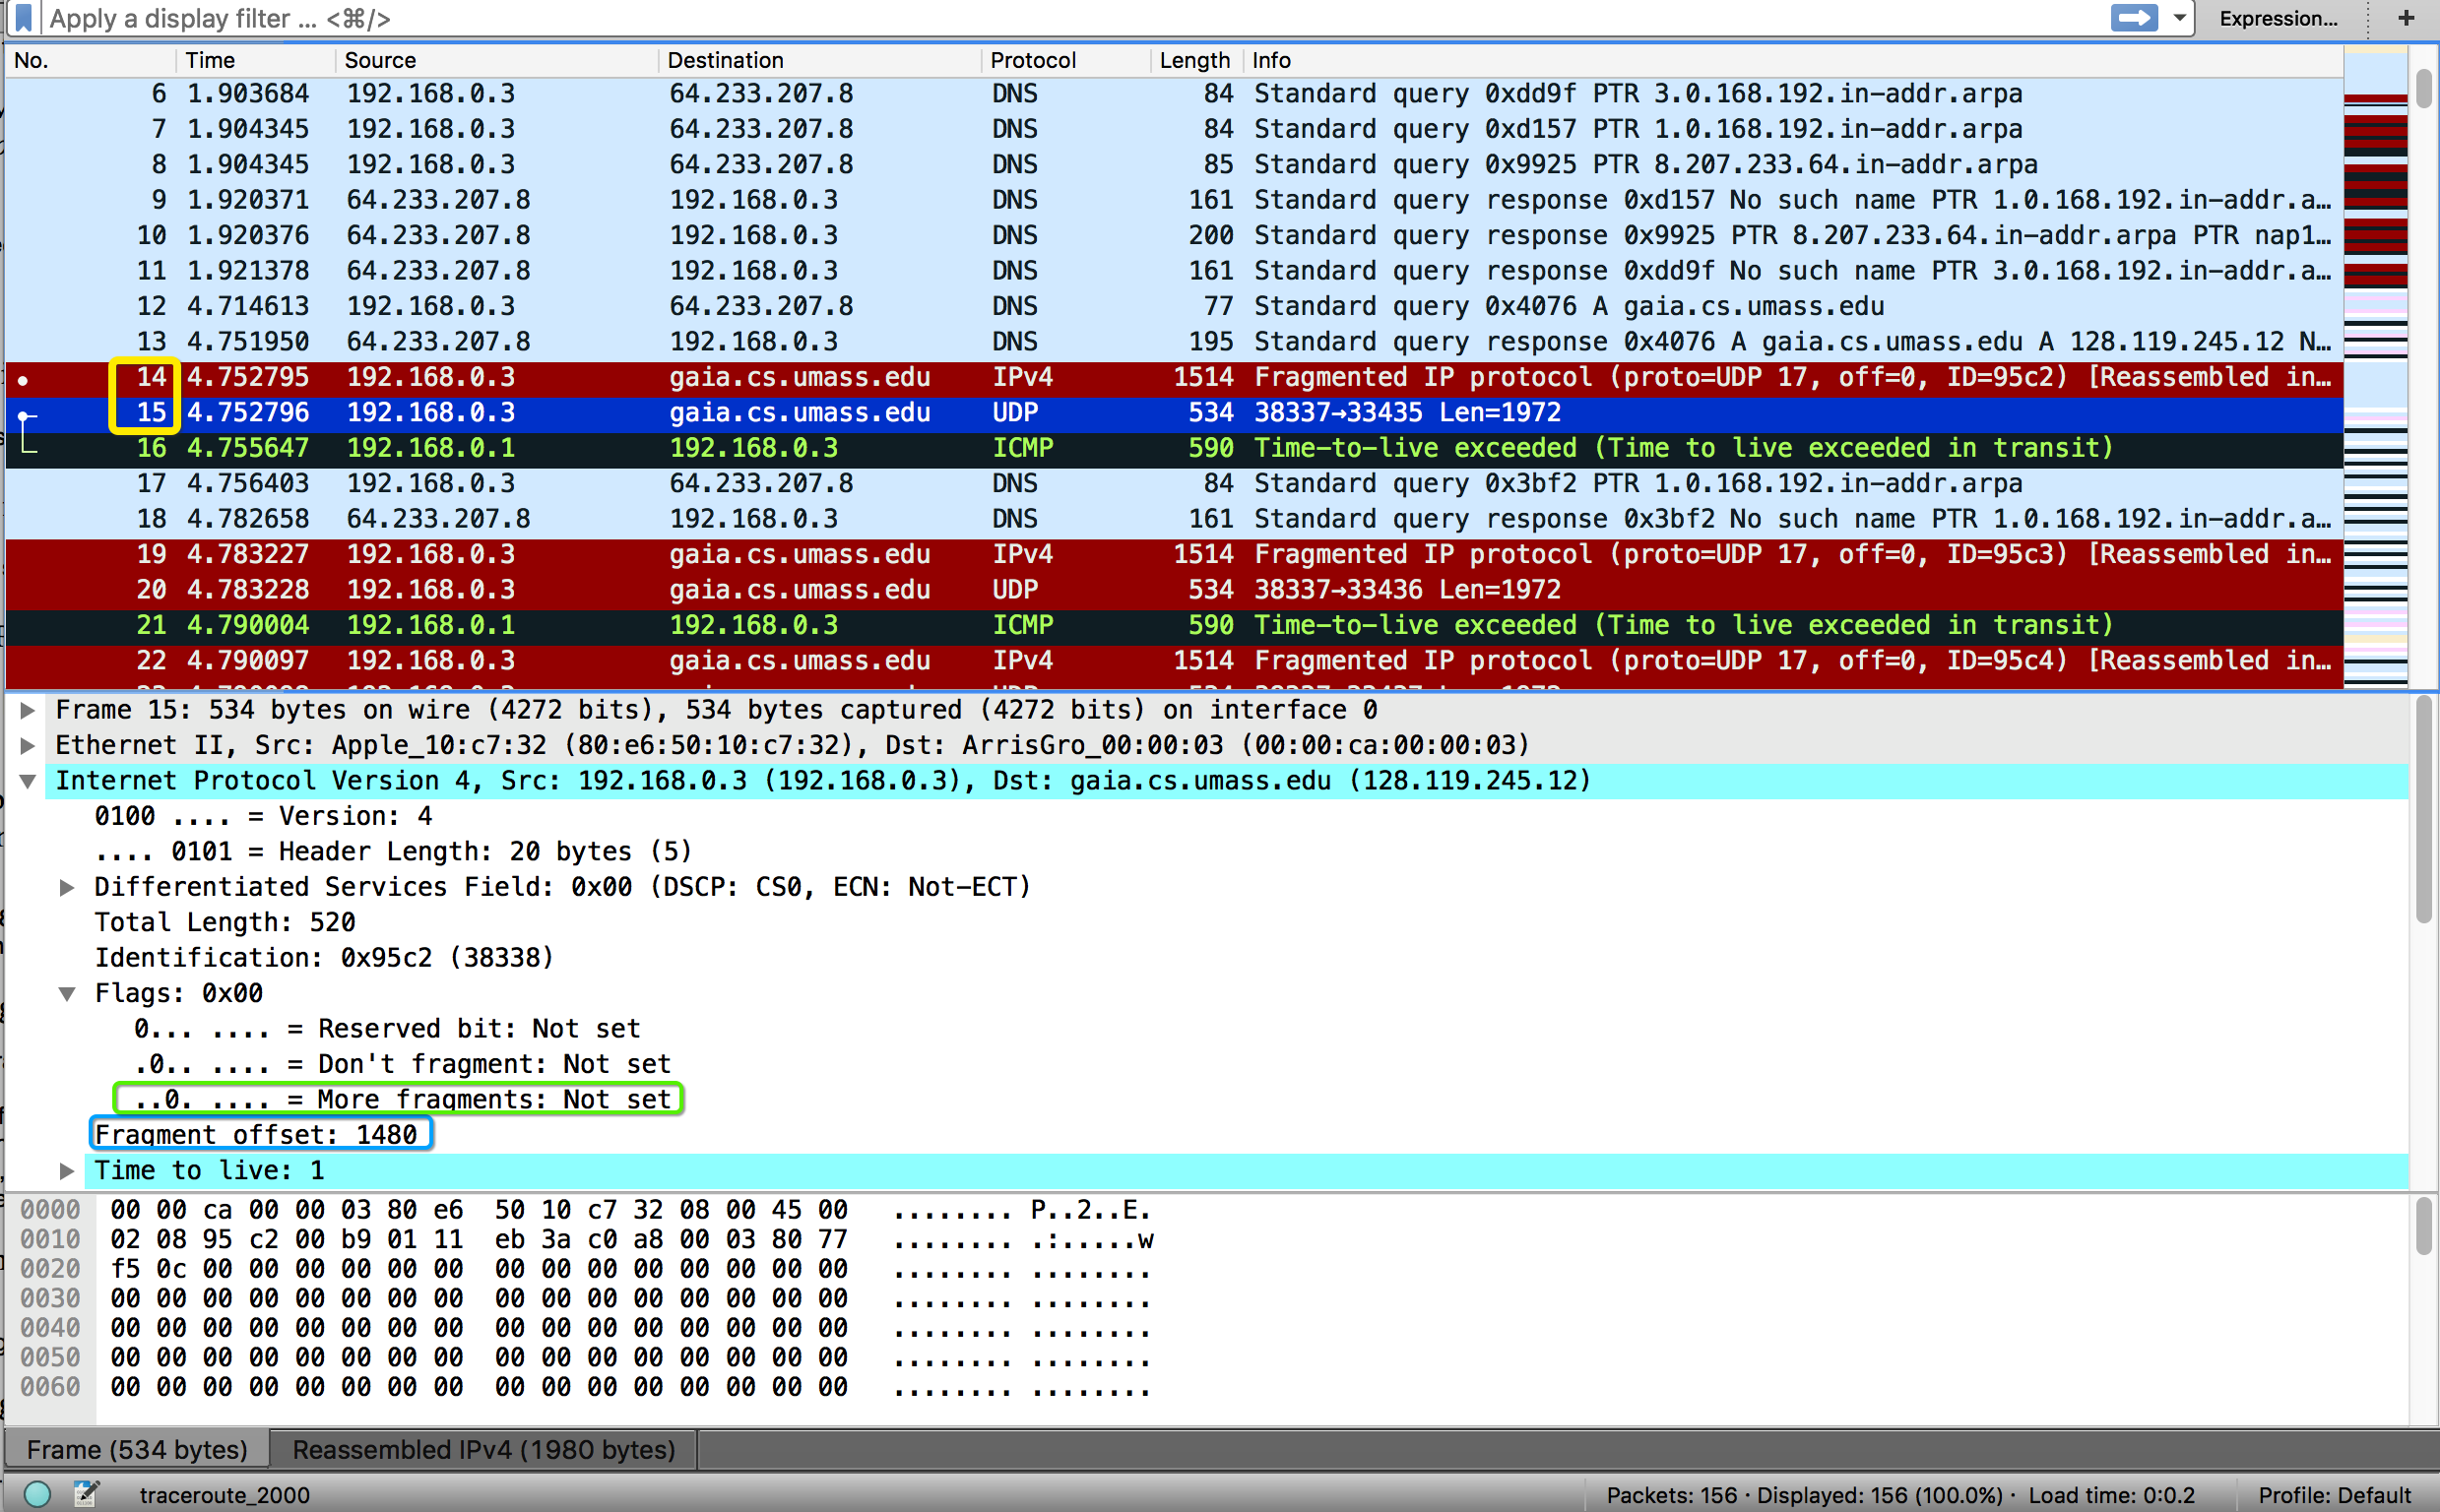 Apply a display filter ... <⌘/> Expression... +
No. Time Source Destination Protocol Length Info
6 1.903684 192.168.0.3 64.233.207.8 DNS 84 Standard query 0xdd9f PTR 3.0.168.192.in-addr.arpa
7 1.904345 192.168.0.3 64.233.207.8 DNS 84 Standard query 0xd157 PTR 1.0.168.192.in-addr.arpa
8 1.904345 192.168.0.3 64.233.207.8 DNS 85 Standard query 0x9925 PTR 8.207.233.64.in-addr.arpa
9 1.920371 64.233.207.8 192.168.0.3 DNS 161 Standard query response 0xd157 No such name PTR 1.0.168.192.in-addr.a...
10 1.920376 64.233.207.8 192.168.0.3 DNS 200 Standard query response 0x9925 PTR 8.207.233.64.in-addr.arpa PTR nap1...
11 1.921378 64.233.207.8 192.168.0.3 DNS 161 Standard query response 0xdd9f No such name PTR 3.0.168.192.in-addr.a...
12 4.714613 192.168.0.3 64.233.207.8 DNS 77 Standard query 0x4076 A gaia.cs.umass.edu
13 4.751950 64.233.207.8 192.168.0.3 DNS 195 Standard query response 0x4076 A gaia.cs.umass.edu A 128.119.245.12 N...
14 4.752795 192.168.0.3 gaia.cs.umass.edu IPv4 1514 Fragmented IP protocol (proto=UDP 17, off=0, ID=95c2) [Reassembled in...
15 4.752796 192.168.0.3 gaia.cs.umass.edu UDP 534 38337→33435 Len=1972
16 4.755647 192.168.0.1 192.168.0.3 ICMP 590 Time-to-live exceeded (Time to live exceeded in transit)
17 4.756403 192.168.0.3 64.233.207.8 DNS 84 Standard query 0x3bf2 PTR 1.0.168.192.in-addr.arpa
18 4.782658 64.233.207.8 192.168.0.3 DNS 161 Standard query response 0x3bf2 No such name PTR 1.0.168.192.in-addr.a...
19 4.783227 192.168.0.3 gaia.cs.umass.edu IPv4 1514 Fragmented IP protocol (proto=UDP 17, off=0, ID=95c3) [Reassembled in...
20 4.783228 192.168.0.3 gaia.cs.umass.edu UDP 534 38337→33436 Len=1972
21 4.790004 192.168.0.1 192.168.0.3 ICMP 590 Time-to-live exceeded (Time to live exceeded in transit)
22 4.790097 192.168.0.3 gaia.cs.umass.edu IPv4 1514 Fragmented IP protocol (proto=UDP 17, off=0, ID=95c4) [Reassembled in...
Frame 15: 534 bytes on wire (4272 bits), 534 bytes captured (4272 bits) on interface 0
Ethernet II, Src: Apple_10:c7:32 (80:e6:50:10:c7:32), Dst: ArrisGro_00:00:03 (00:00:ca:00:00:03)
Internet Protocol Version 4, Src: 192.168.0.3 (192.168.0.3), Dst: gaia.cs.umass.edu (128.119.245.12)
0100 .... = Version: 4
.... 0101 = Header Length: 20 bytes (5)
Differentiated Services Field: 0x00 (DSCP: CS0, ECN: Not-ECT)
Total Length: 520
Identification: 0x95c2 (38338)
Flags: 0x00
0... .... = Reserved bit: Not set
.0.. .... = Don't fragment: Not set
..0. .... = More fragments: Not set
Fragment offset: 1480
Time to live: 1
0000 00 00 ca 00 00 03 80 e6 50 10 c7 32 08 00 45 00 ........ P..2..E.
0010 02 08 95 c2 00 b9 01 11 eb 3a c0 a8 00 03 80 77 ........ .:.....w
0020 f5 0c 00 00 00 00 00 00 00 00 00 00 00 00 00 00 ........ ........
0030 00 00 00 00 00 00 00 00 00 00 00 00 00 00 00 00 ........ ........
0040 00 00 00 00 00 00 00 00 00 00 00 00 00 00 00 00 ........ ........
0050 00 00 00 00 00 00 00 00 00 00 00 00 00 00 00 00 ........ ........
0060 00 00 00 00 00 00 00 00 00 00 00 00 00 00 00 00 ........ ........
Frame (534 bytes) Reassembled IPv4 (1980 bytes)
traceroute_2000 Packets: 156 · Displayed: 156 (100.0%) · Load time: 0:0.2 Profile: Default